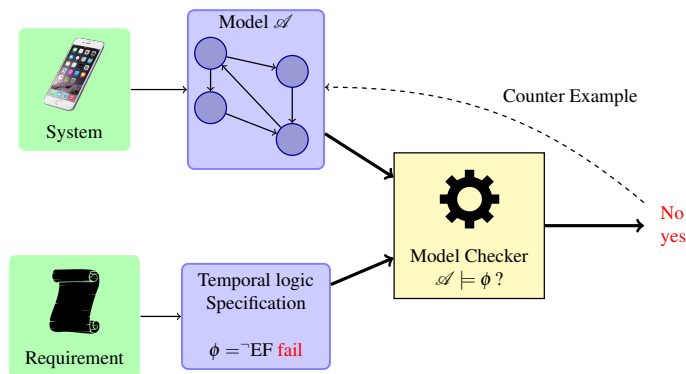 Model 𝒜
System
Counter Example
No
yes
Model Checker
𝒜 ⊨ ϕ ?
Temporal logic
Specification
ϕ =¬EF fail
Requirement